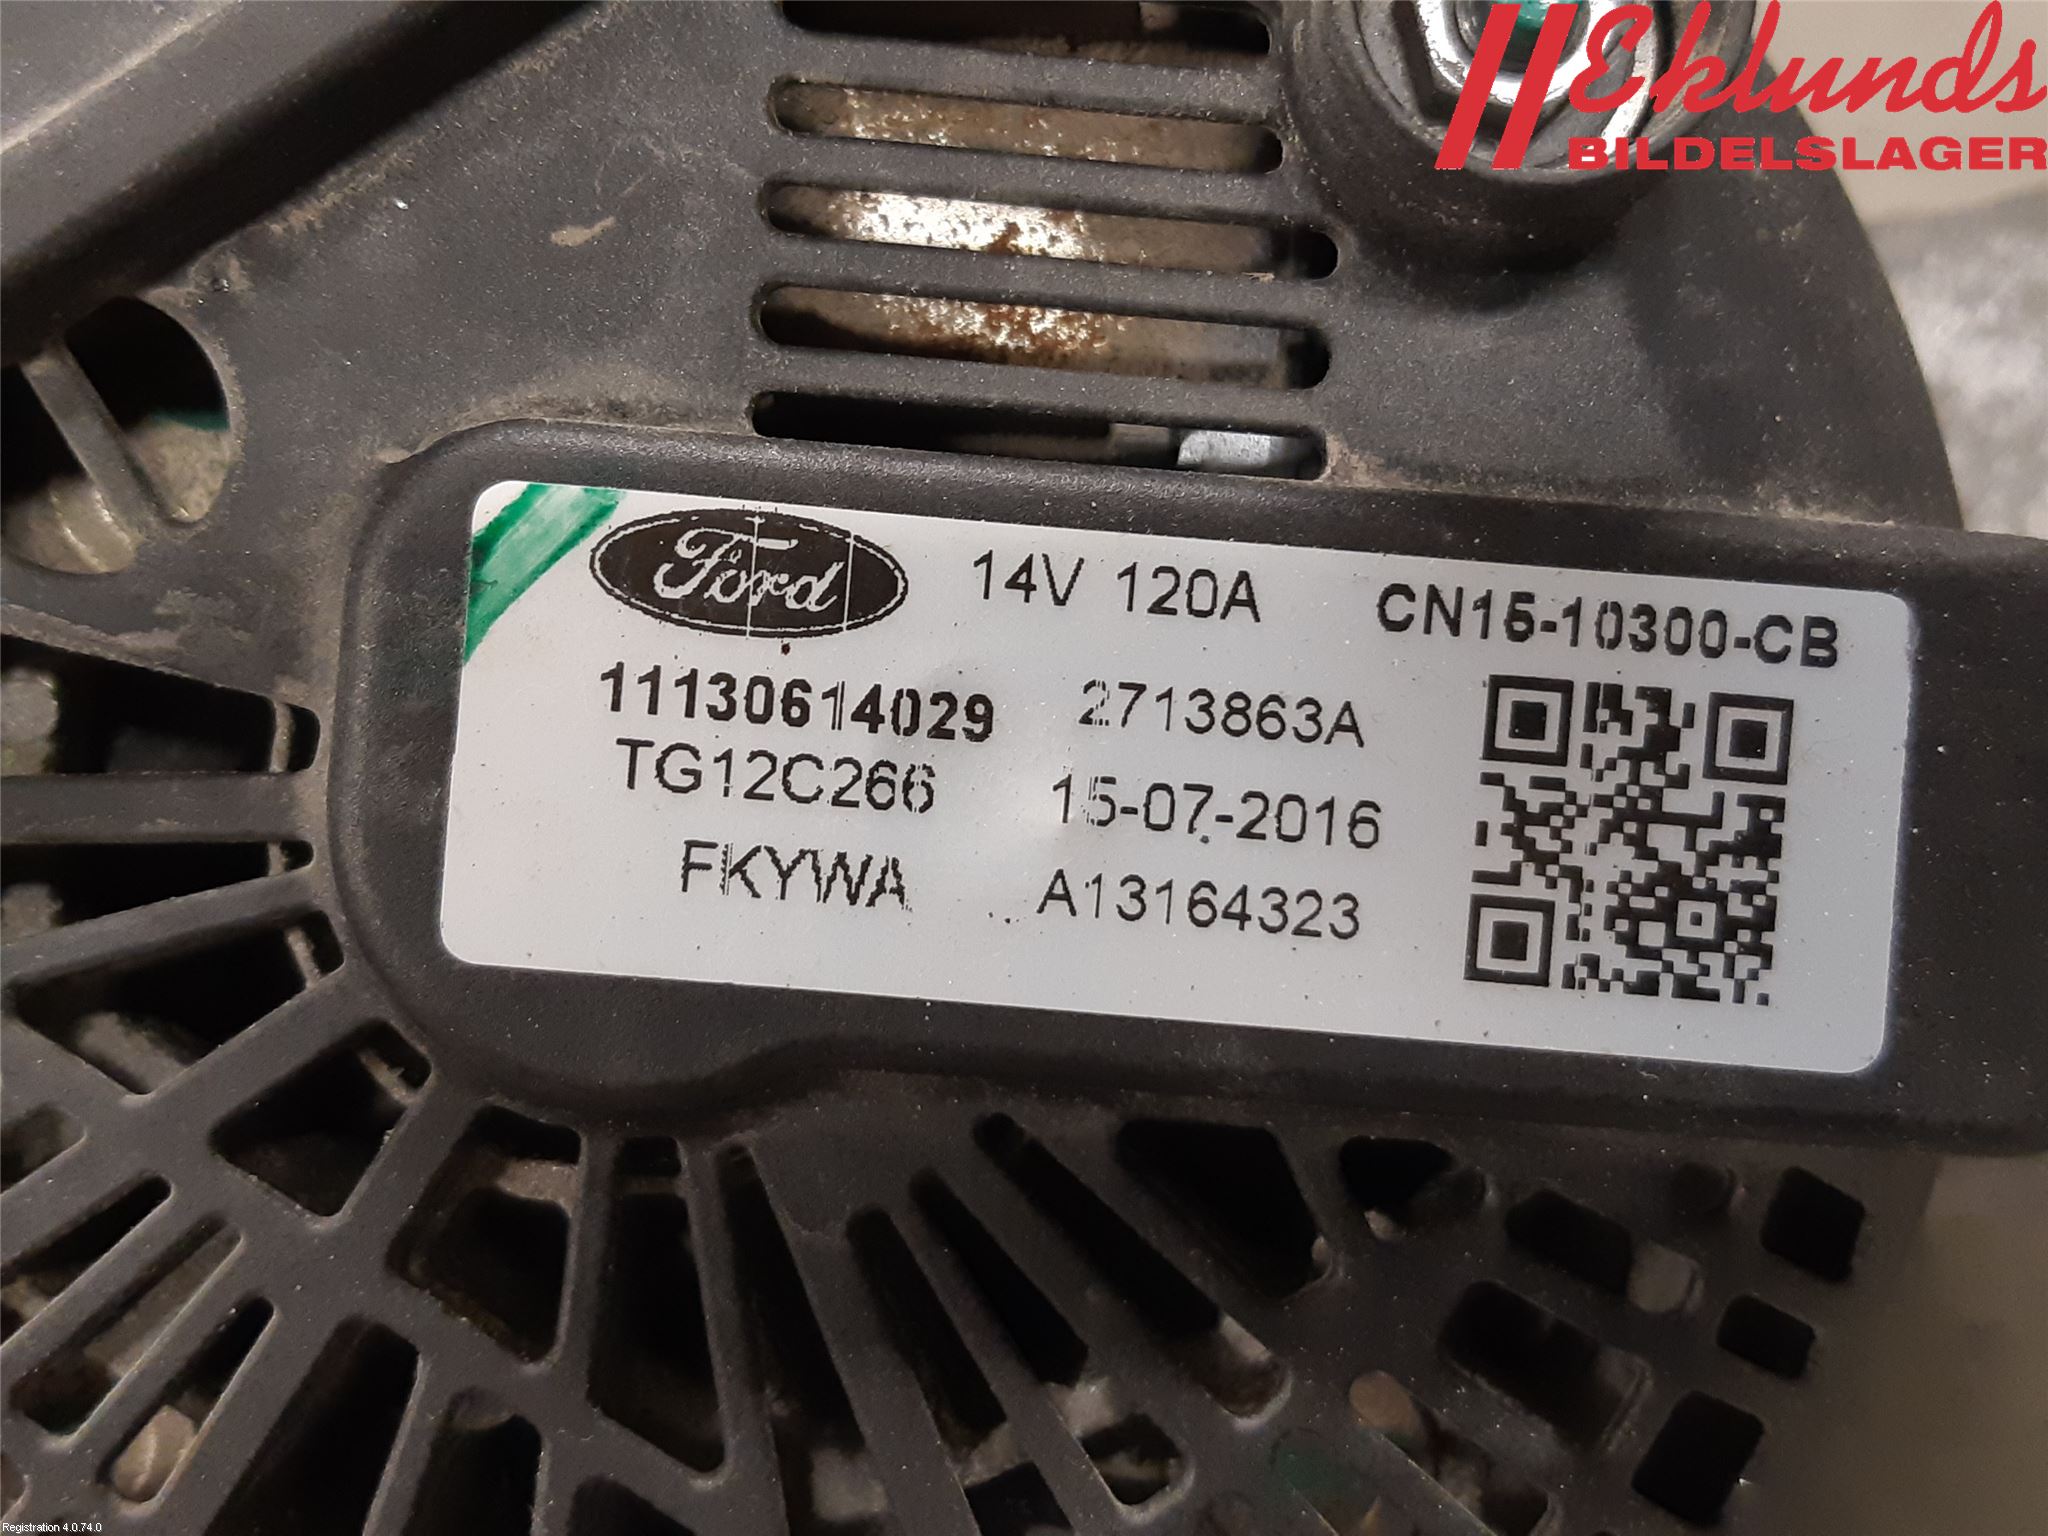 Eklunds
BILDELSLAGER
Ford 14V 120A CN15-10300-CB
11130614029 2713863A
TG12C266 15-07-2016
FKYWA A13164323
Registration 4.0.74.0